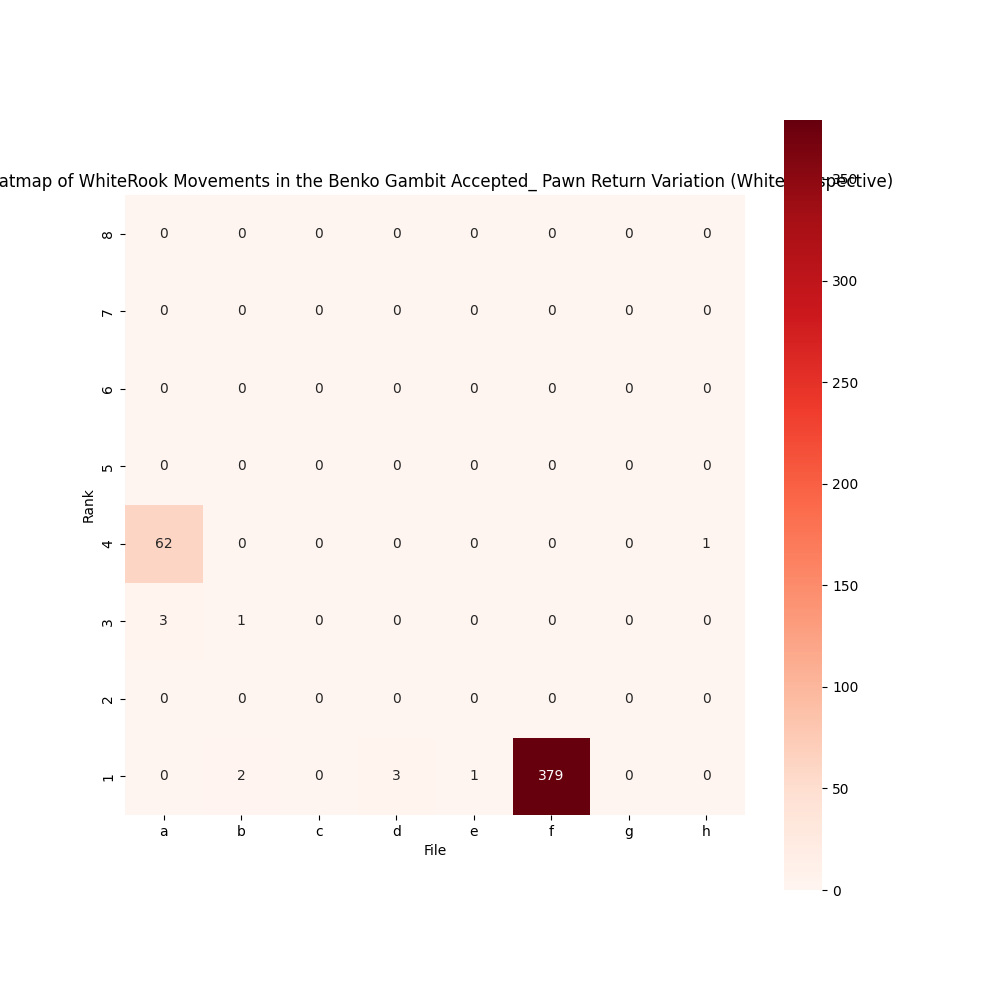 atmap of WhiteRook Movements in the Benko Gambit Accepted_ Pawn Return Variation (White spective)
350
8 0 0 0 0 0 0 0 0
300
7 0 0 0 0 0 0 0 0
6 0 0 0 0 0 0 0 0
250
5 0 0 0 0 0 0 0 0
200
Rank
4 62 0 0 0 0 0 0 1
150
3 3 1 0 0 0 0 0 0
2 0 0 0 0 0 0 0 0
100
1 0 2 0 3 1 379 0 0
50
a b c d e f g h
File
0